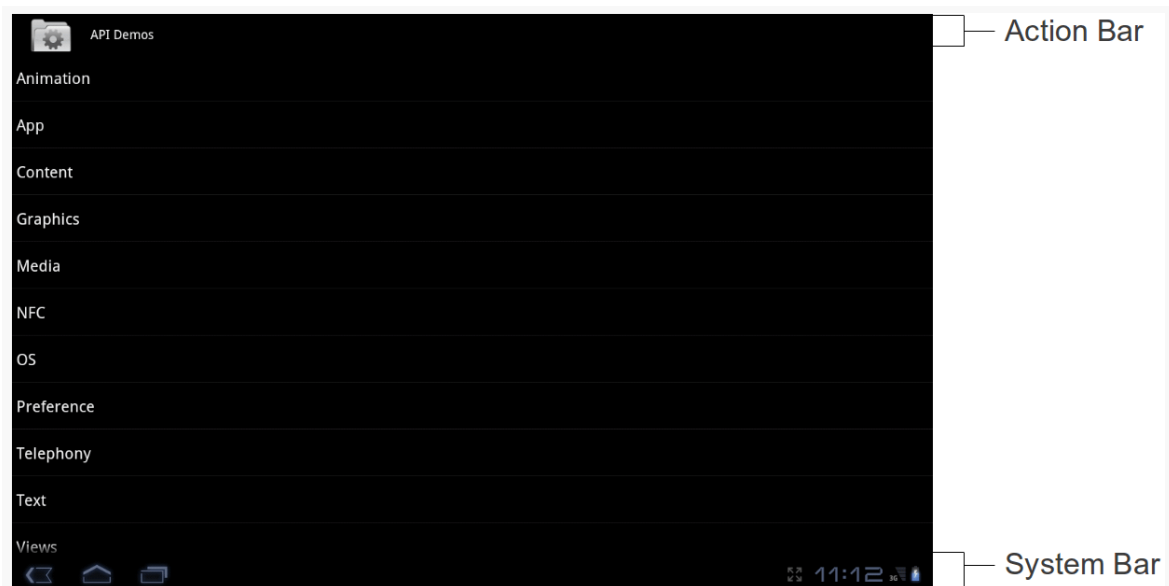 API Demos
Action Bar
Animation
App
Content
Graphics
Media
NFC
OS
Preference
Telephony
Text
Views
11:12
3G
System Bar